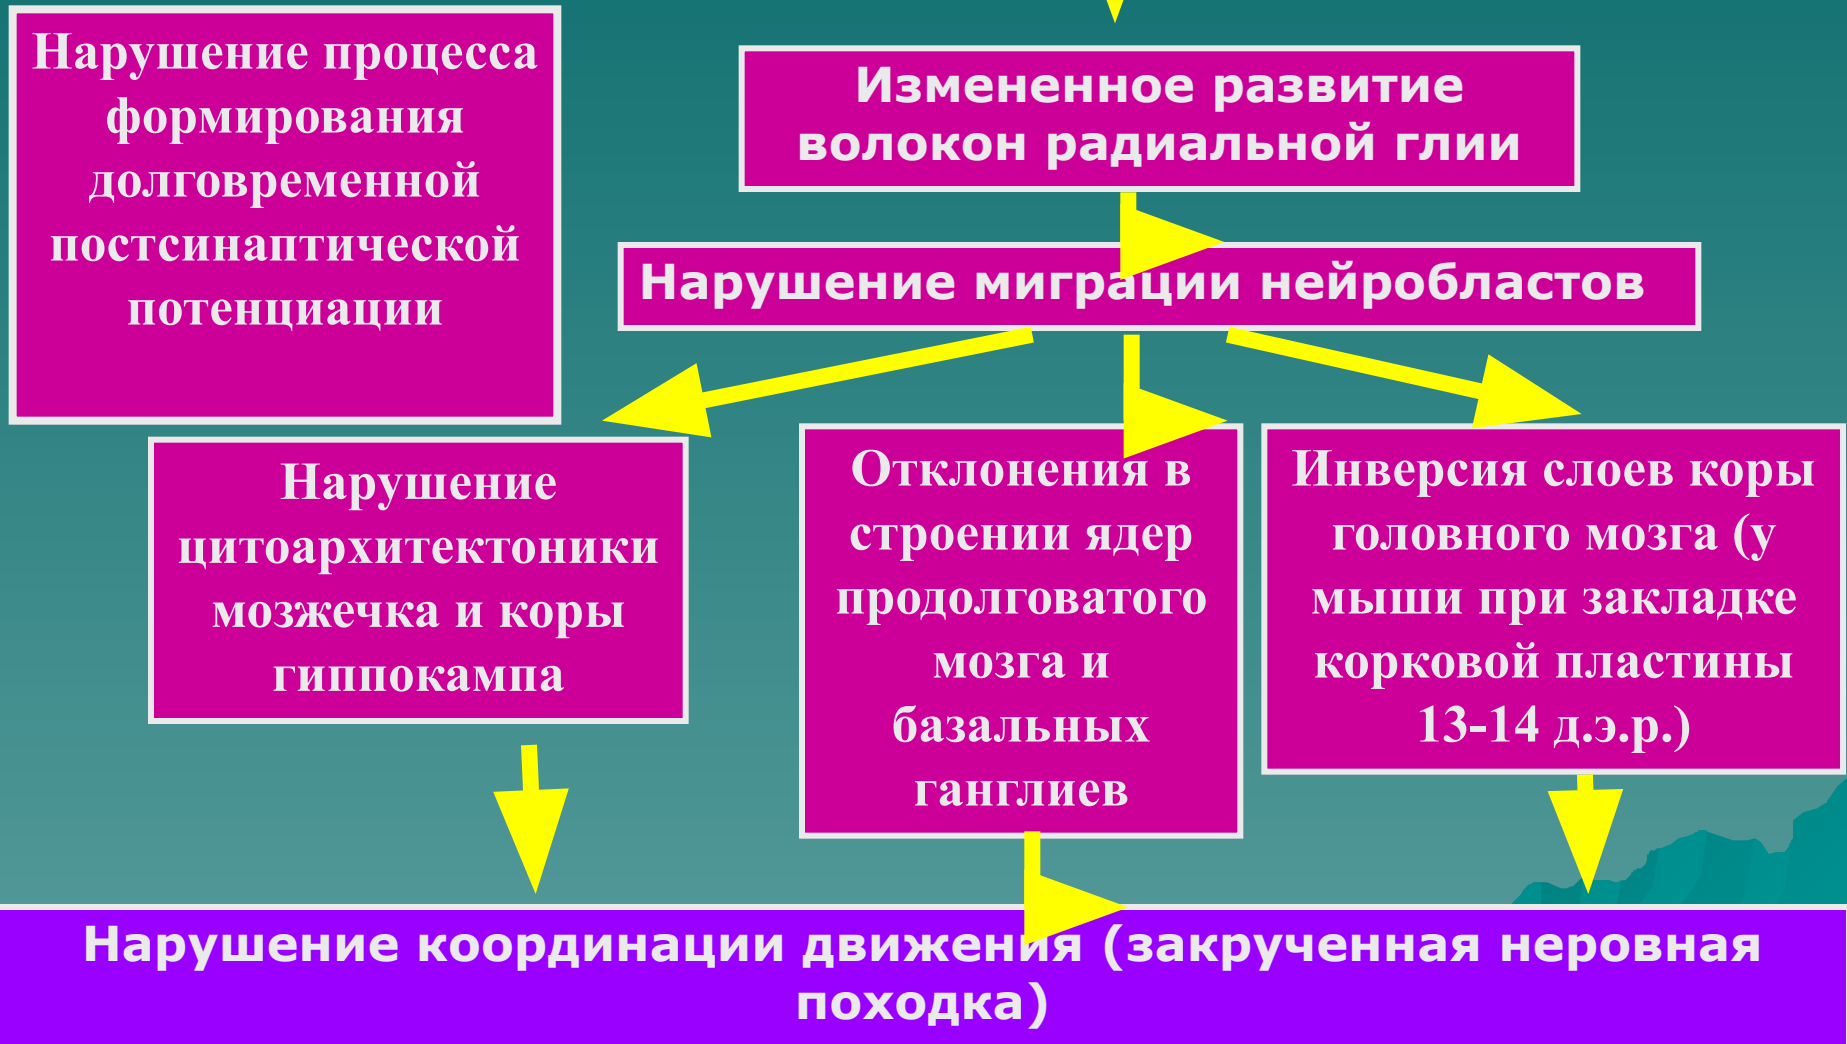 Нарушение процесса
формирования
долговременной
постсинаптической
потенциации
Измененное развитие
волокон радиальной глии
Нарушение миграции нейробластов
Нарушение
цитоархитектоники
мозжечка и коры
гиппокампа
Отклонения в
строении ядер
продолговатого
мозга и
базальных
ганглиев
Инверсия слоев коры
головного мозга (у
мыши при закладке
корковой пластины
13-14 д.э.р.)
Нарушение координации движения (закрученная неровная
походка)